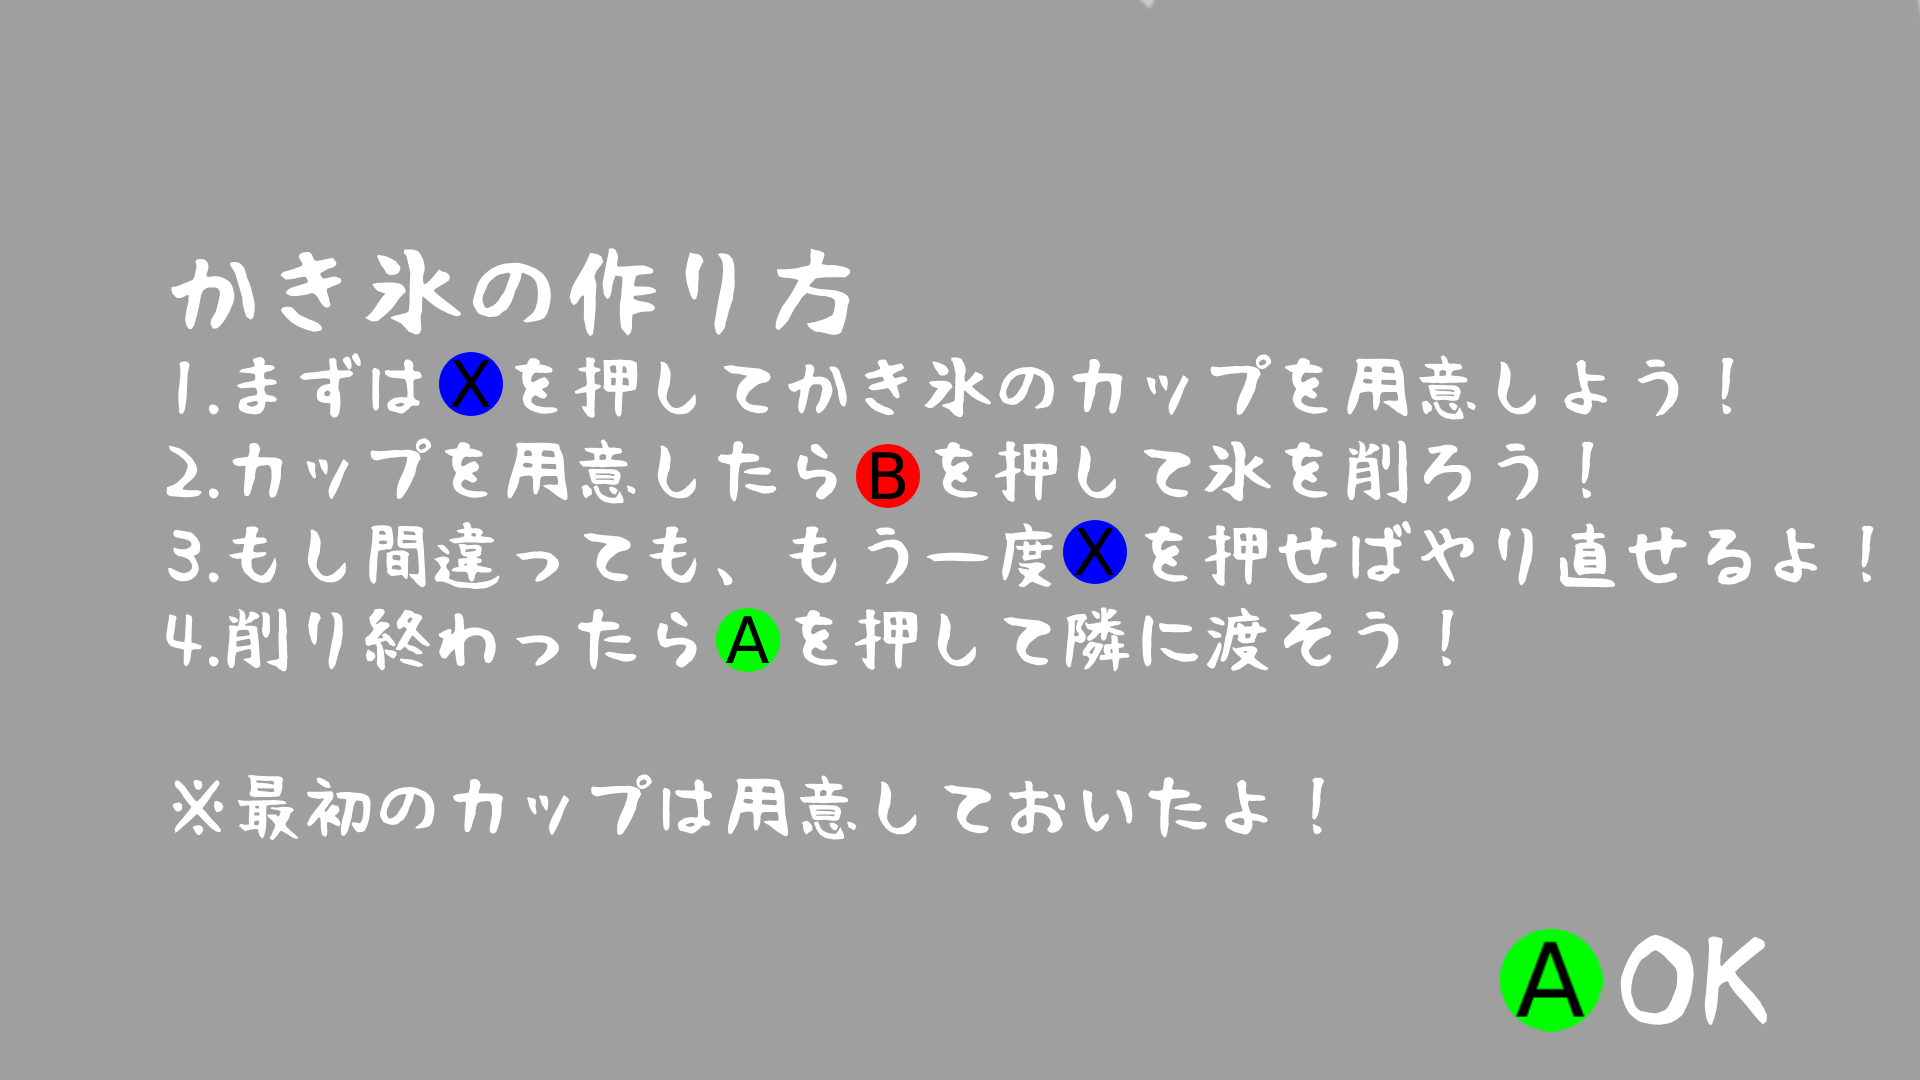 かき氷の作り方
1.まずはXを押してかき氷のカップを用意しよう！
2.カップを用意したらBを押して氷を削ろう！
3.もし間違っても、もう一度Xを押せばやり直せるよ！
4.削り終わったらAを押して隣に渡そう！
※最初のカップは用意しておいたよ！
A OK